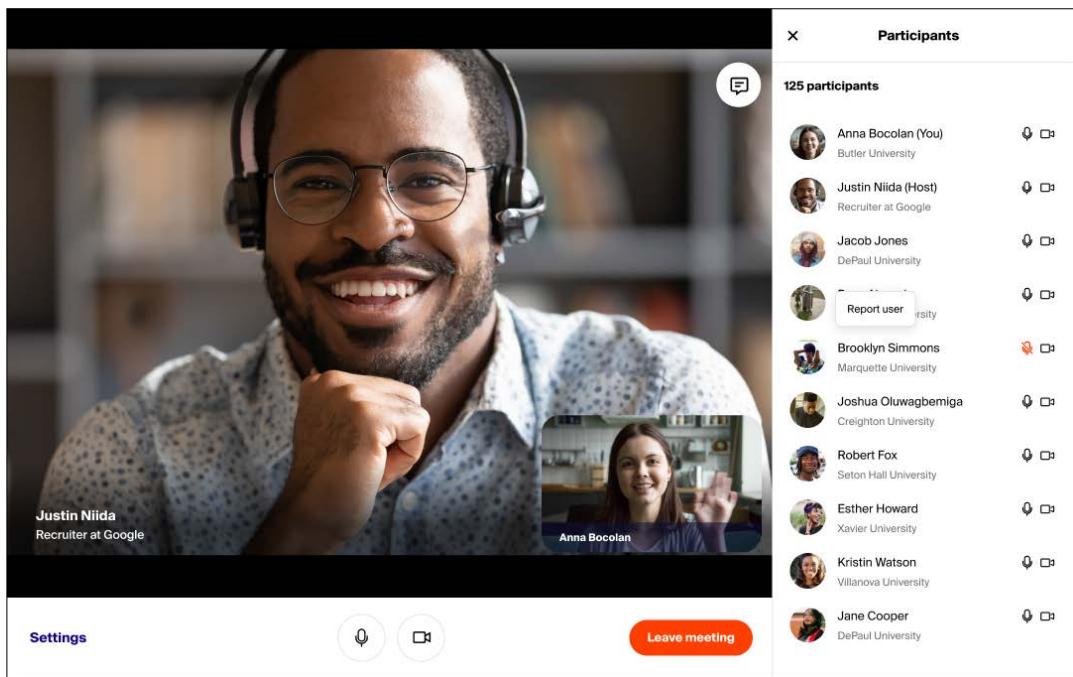 Participants
125 participants
Anna Bocolan (You)
Butler University
Justin Niida (Host)
Recruiter at Google
Jacob Jones
DePaul University
Report user
Brooklyn Simmons
Marquette University
Joshua Oluwagbemiga
Creighton University
Robert Fox
Seton Hall University
Esther Howard
Xavier University
Kristin Watson
Villanova University
Jane Cooper
DePaul University
Justin Niida
Recruiter at Google
Anna Bocolan
Settings
Leave meeting